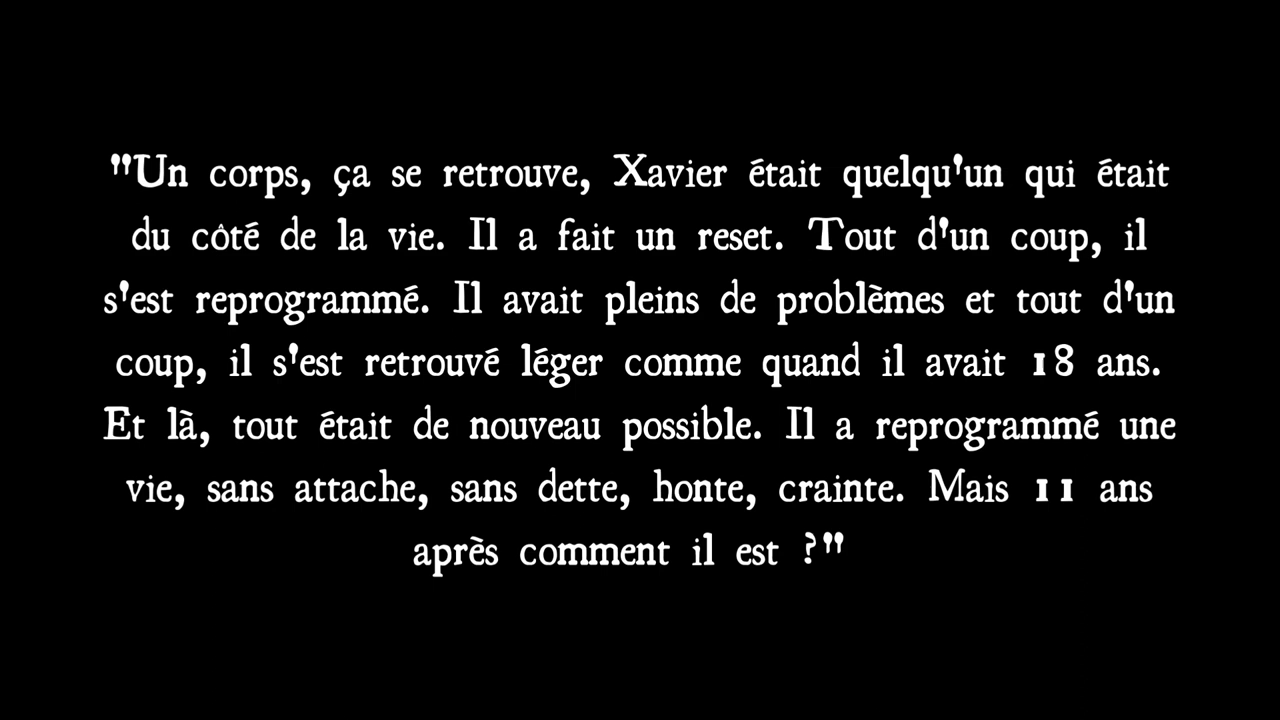 "Un corps, ça se retrouve, Xavier était quelqu'un qui était
du côté de la vie. Il a fait un reset. Tout d'un coup, il
s'est reprogrammé. Il avait pleins de problèmes et tout d'un
coup, il s'est retrouvé léger comme quand il avait 18 ans.
Et là, tout était de nouveau possible. Il a reprogrammé une
vie, sans attache, sans dette, honte, crainte. Mais 11 ans
après comment il est ?"